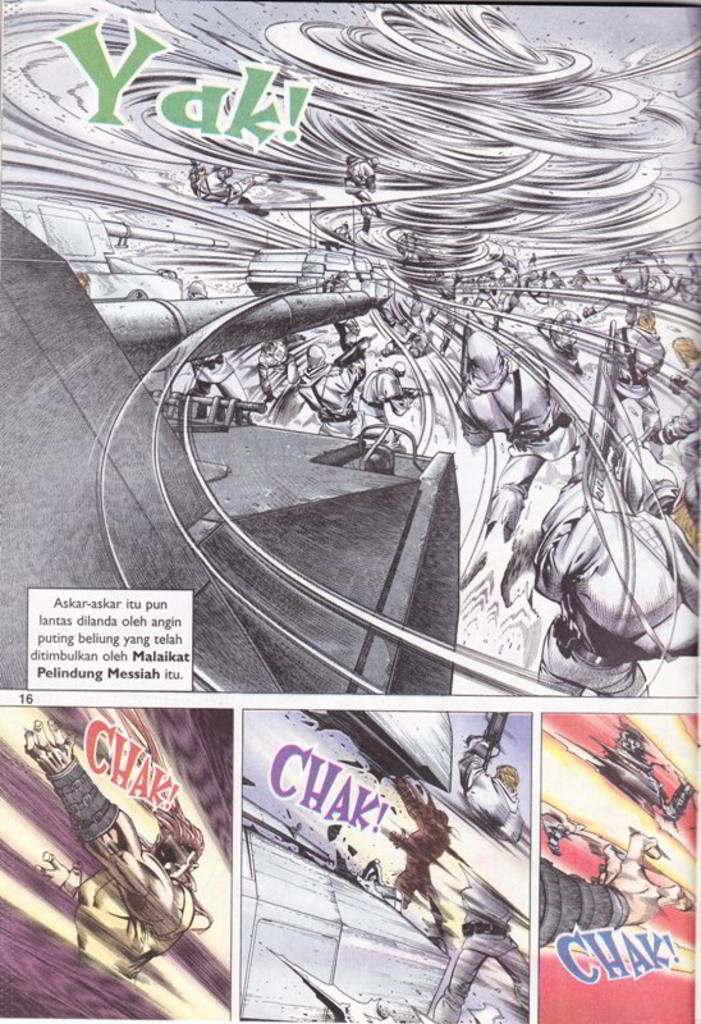 Yak!
Askar-askar itu pun
lantas dilanda oleh angin
puting beliung yang telah
ditimbulkan oleh Malaikat
Pelindung Messiah itu.
16
CHAK!
CHAK!
CHAK!